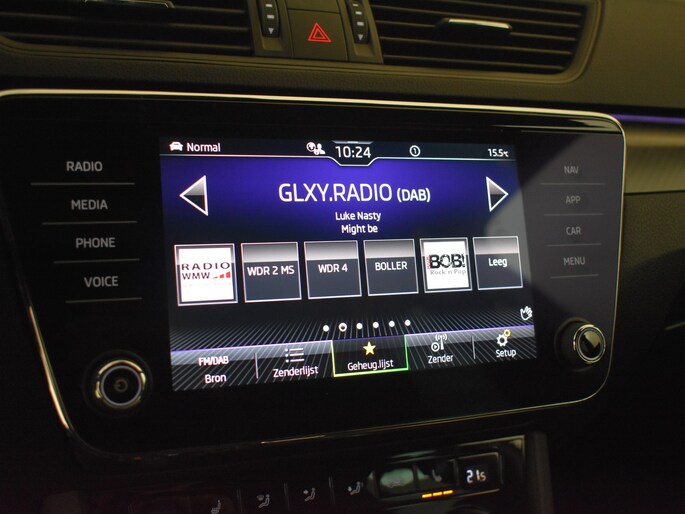 Normal 10:24 1 15.5°C
RADIO
MEDIA
PHONE
VOICE
GLXY.RADIO (DAB)
Luke Nasty
Might be
RADIO
WMW
WDR 2 MS
WDR 4
BOLLER
BOB!
Rock'n Pop
Leeg
FM/DAB
Bron
Zenderlijst
Geheug.lijst
Zender
Setup
NAV
APP
CAR
MENU
21.5